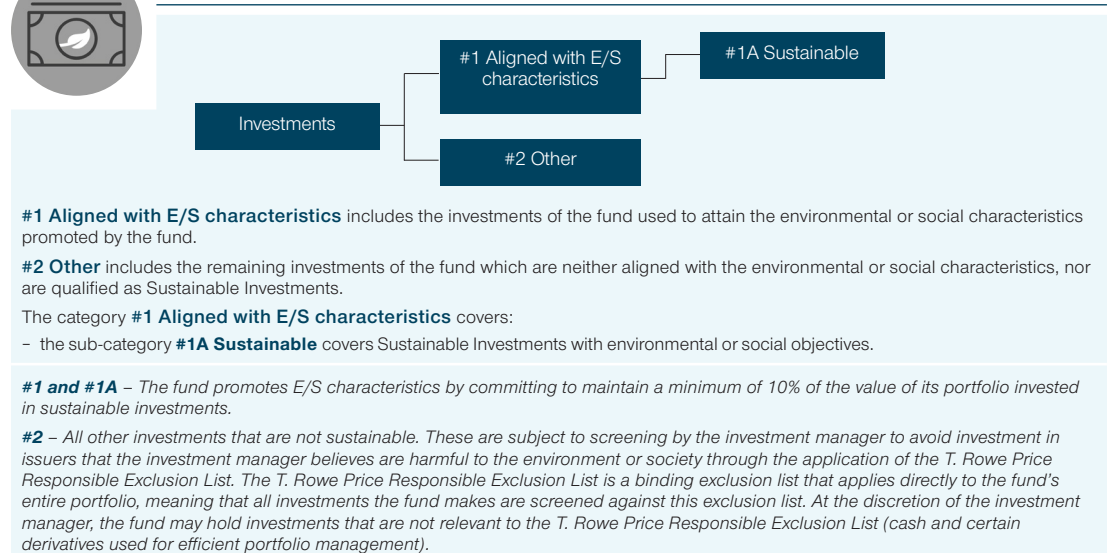 #1 Aligned with E/S
characteristics
#1A Sustainable
Investments
#2 Other
#1 Aligned with E/S characteristics includes the investments of the fund used to attain the environmental or social characteristics
promoted by the fund.
#2 Other includes the remaining investments of the fund which are neither aligned with the environmental or social characteristics, nor
are qualified as Sustainable Investments.
The category #1 Aligned with E/S characteristics covers:
– the sub-category #1A Sustainable covers Sustainable Investments with environmental or social objectives.
#1 and #1A – The fund promotes E/S characteristics by committing to maintain a minimum of 10% of the value of its portfolio invested
in sustainable investments.
#2 – All other investments that are not sustainable. These are subject to screening by the investment manager to avoid investment in
issuers that the investment manager believes are harmful to the environment or society through the application of the T. Rowe Price
Responsible Exclusion List. The T. Rowe Price Responsible Exclusion List is a binding exclusion list that applies directly to the fund's
entire portfolio, meaning that all investments the fund makes are screened against this exclusion list. At the discretion of the investment
manager, the fund may hold investments that are not relevant to the T. Rowe Price Responsible Exclusion List (cash and certain
derivatives used for efficient portfolio management).